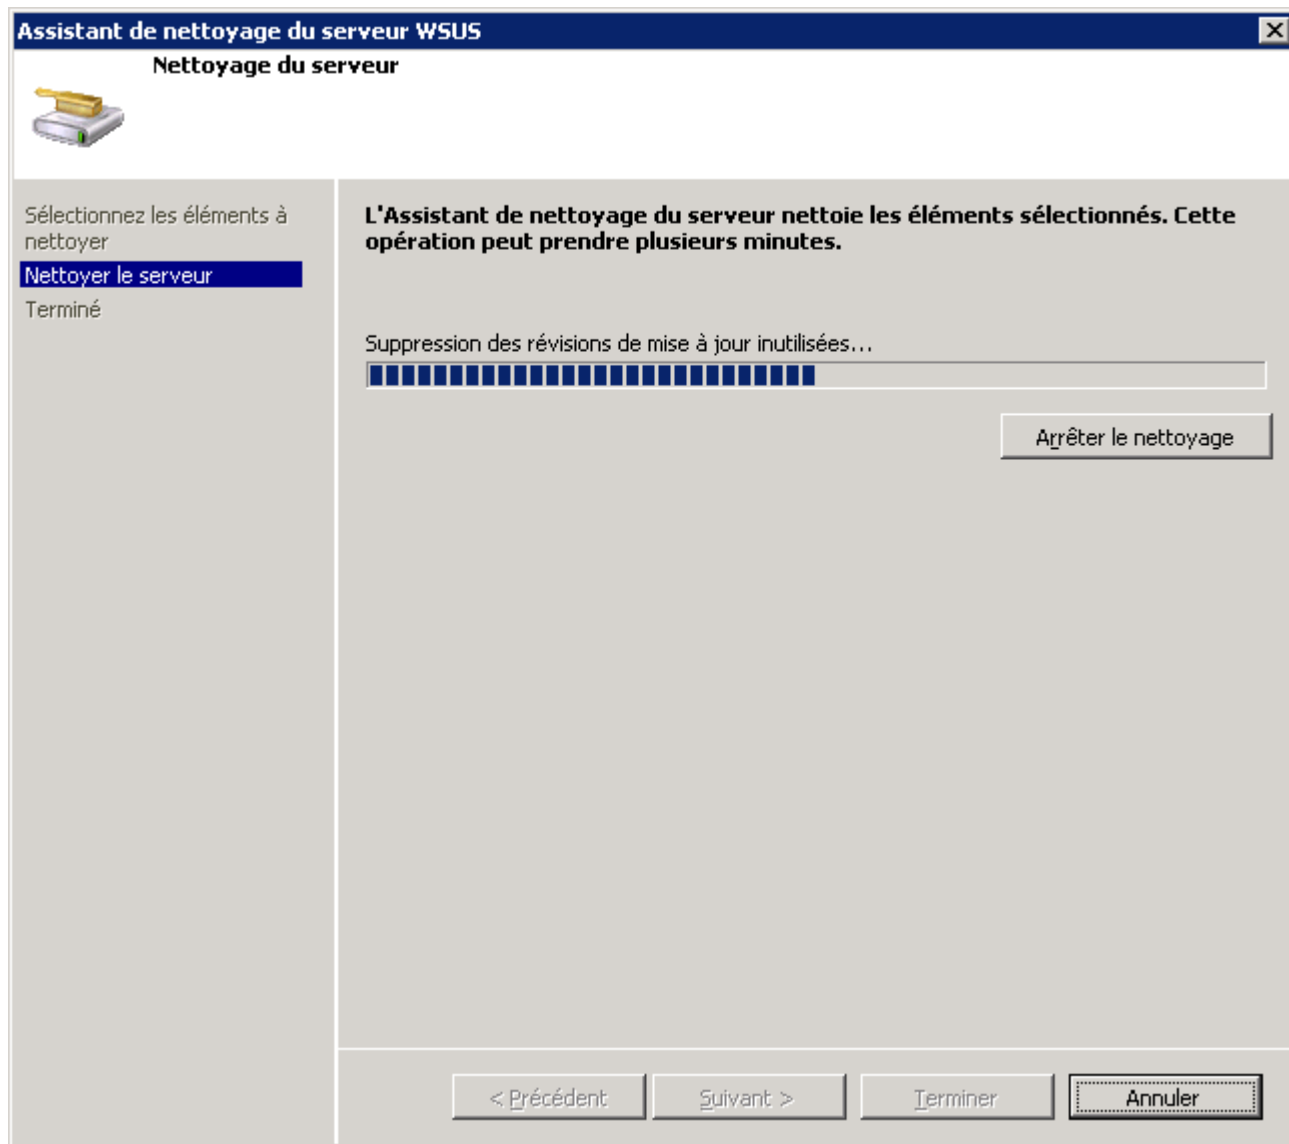 Assistant de nettoyage du serveur WSUS
Nettoyage du serveur
Sélectionnez les éléments à
nettoyer
Nettoyer le serveur
Terminé
L'Assistant de nettoyage du serveur nettoie les éléments sélectionnés. Cette
opération peut prendre plusieurs minutes.
Suppression des révisions de mise à jour inutilisées...
Arrêter le nettoyage
< Précédent
Suivant >
Terminer
Annuler